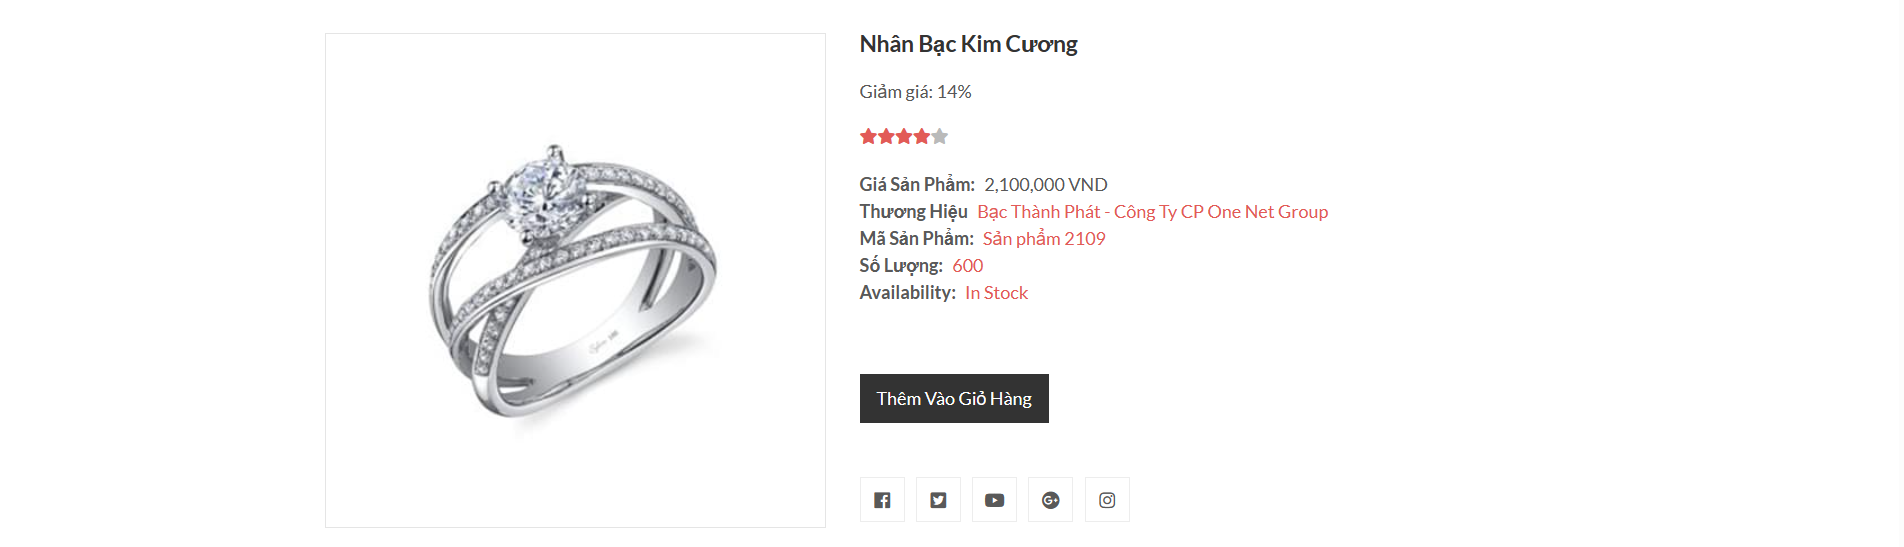 Nhân Bạc Kim Cương
Giảm giá: 14%
Giá Sản Phẩm: 2,100,000 VND
Thương Hiệu Bạc Thành Phát - Công Ty CP One Net Group
Mã Sản Phẩm: Sản phẩm 2109
Số Lượng: 600
Availability: In Stock
Thêm Vào Giỏ Hàng